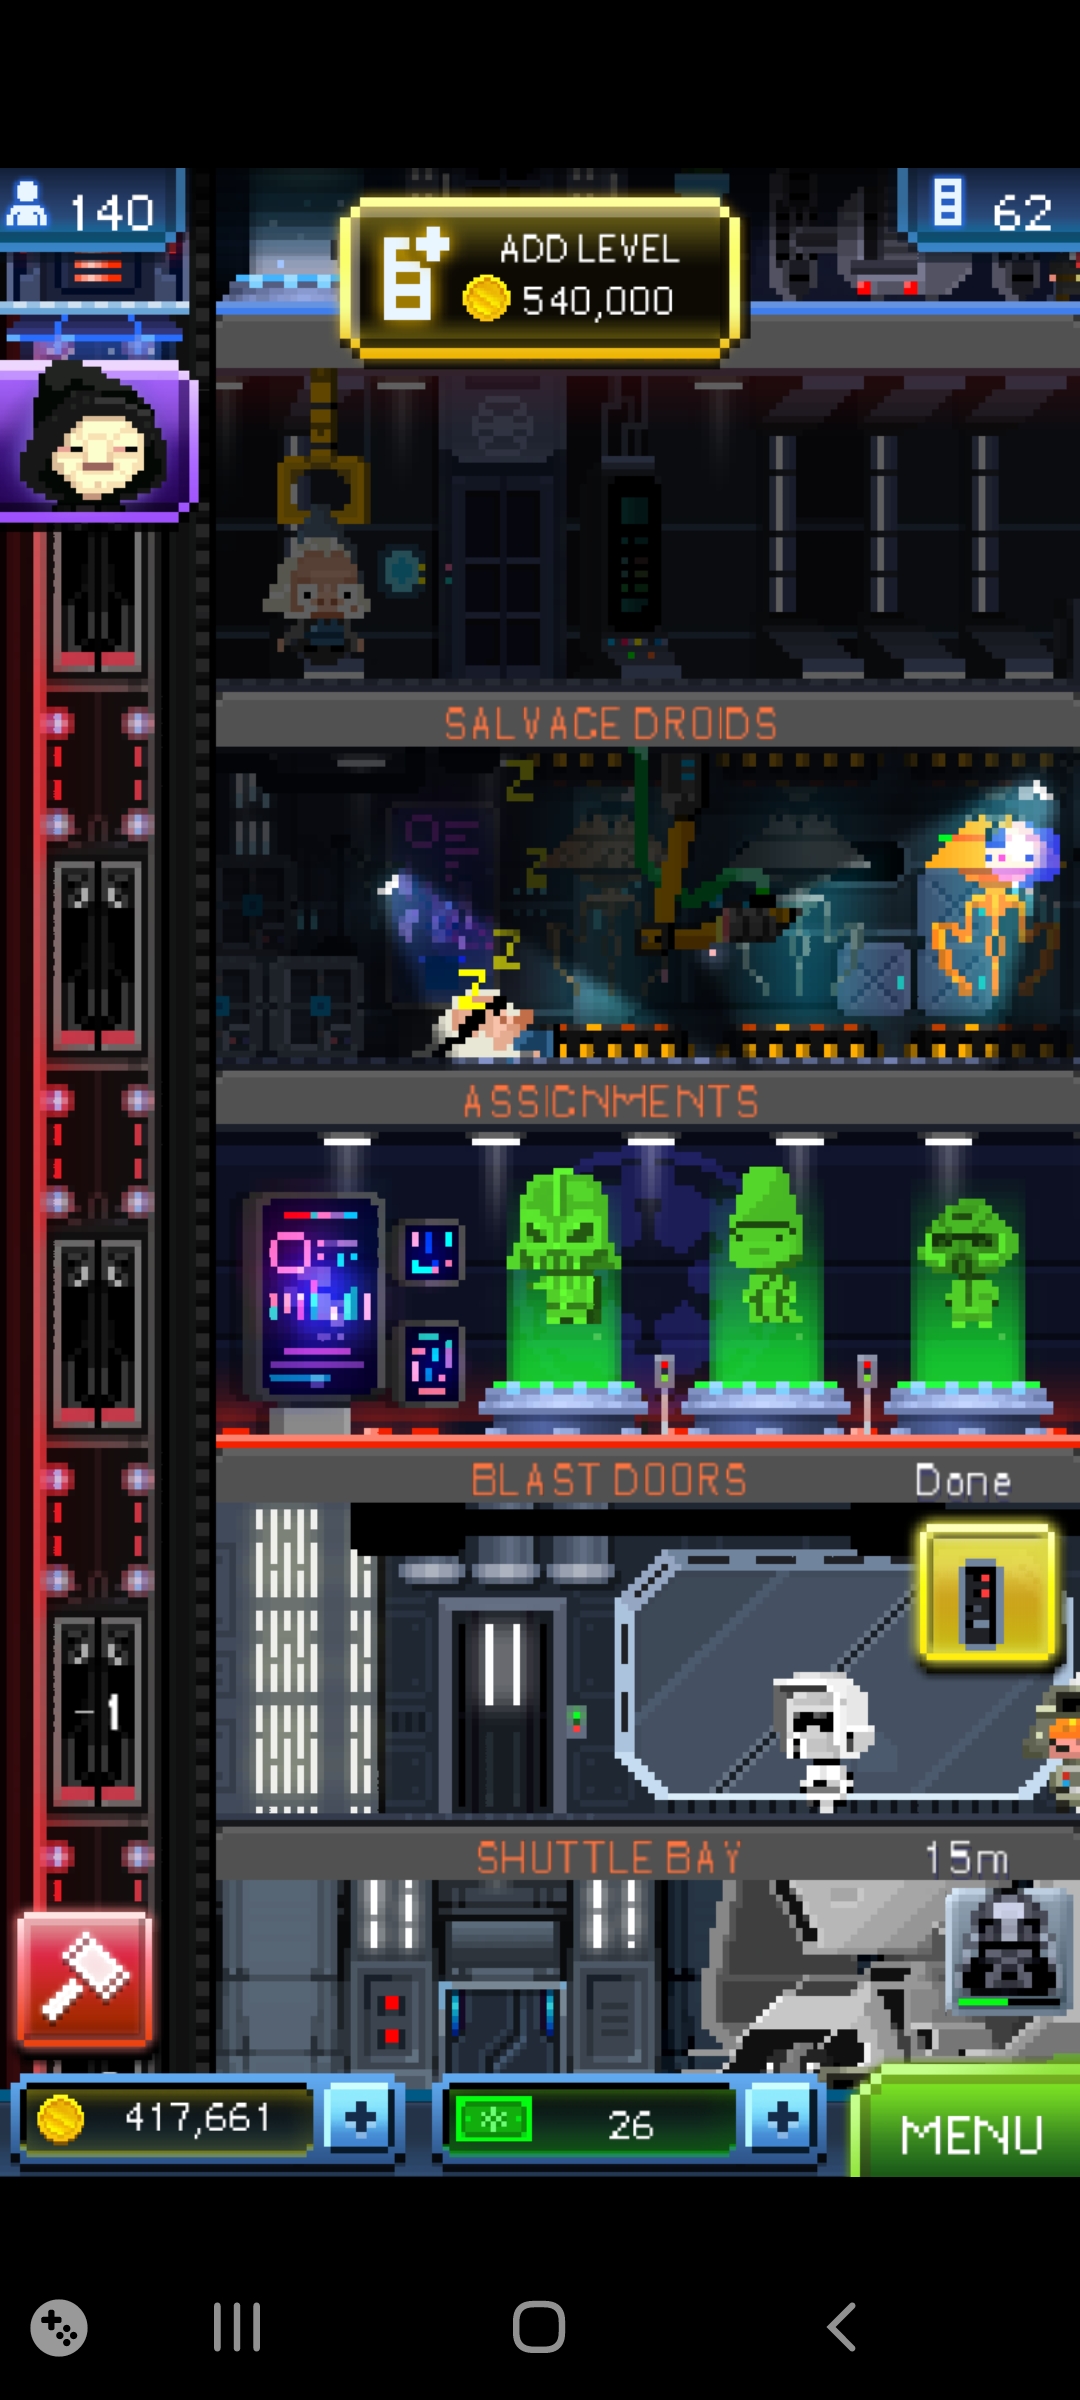 140
ADD LEVEL
540,000
62
SALVAGE DROIDS
Z
Z
Z
Z
ASSIGNMENTS
BLAST DOORS Done
-1
SHUTTLE BAY 15m
417,661
26
MENU